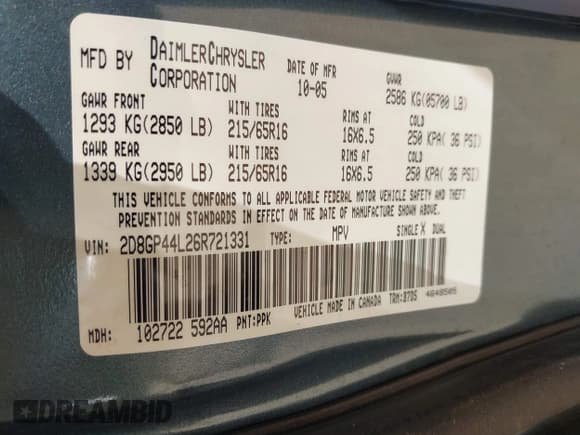 MFD BY DAIMLERCHRYSLER CORPORATION
DATE OF MFR 10-05
GVWR 2586 KG(05700 LB)
GAWR FRONT WITH TIRES RIMS AT COLD
1293 KG(2850 LB) 215/65R16 16X6.5 250 KPA( 36 PSI)
GAWR REAR WITH TIRES RIMS AT COLD
1339 KG(2950 LB) 215/65R16 16X6.5 250 KPA( 36 PSI)
THIS VEHICLE CONFORMS TO ALL APPLICABLE FEDERAL MOTOR VEHICLE SAFETY AND THEFT
PREVENTION STANDARDS IN EFFECT ON THE DATE OF MANUFACTURE SHOWN ABOVE.
VIN: 2D8GP44L26R721331 TYPE: MPV SINGLE X DUAL
VEHICLE MADE IN CANADA TRM:B7D5
MDH: 102722 592AA PNT:PPK
DREAMBID